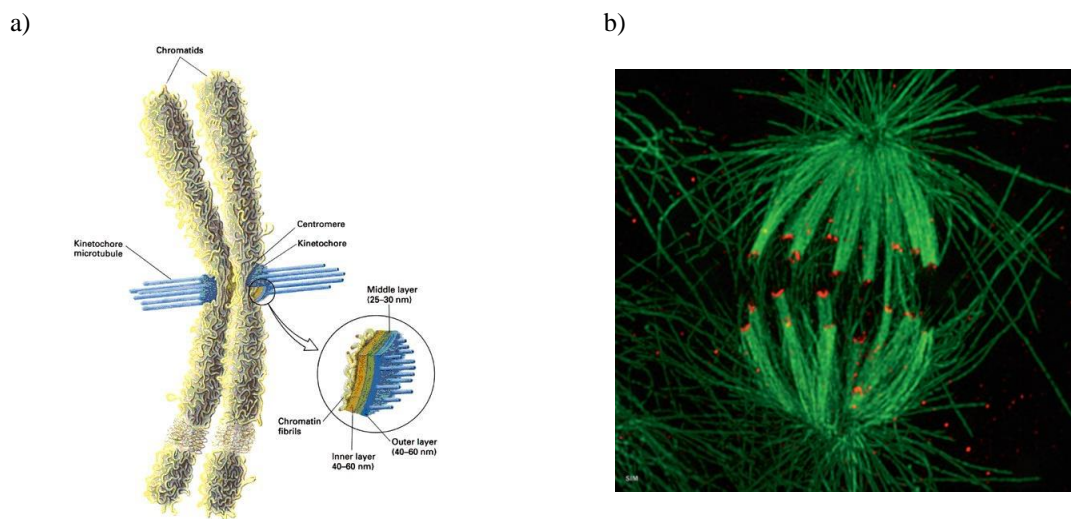 a)
b)
Chromatids
Centromere
Kinetochore
Kinetochore
microtubule
Middle layer
(25–30 nm)
Chromatin
fibrils
Outer layer
(40–60 nm)
Inner layer
40–60 nm)
SIM